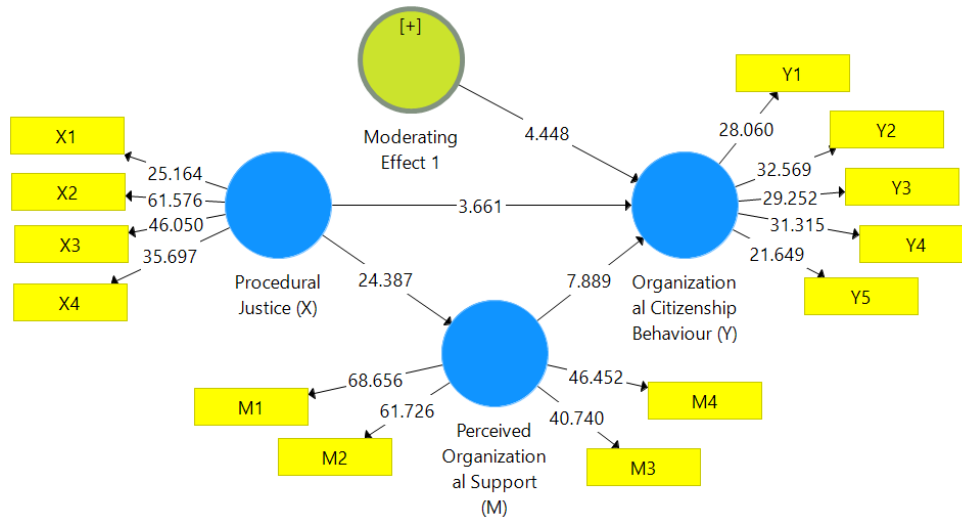 [+]
Moderating
Effect 1
4.448
X1
X2
X3
X4
25.164
61.576
46.050
35.697
Procedural
Justice (X)
3.661
24.387
7.889
Y1
Y2
Y3
Y4
Y5
28.060
32.569
29.252
31.315
21.649
Organization
al Citizenship
Behaviour (Y)
M1
M2
68.656
61.726
46.452
40.740
M4
M3
Perceived
Organization
al Support
(M)